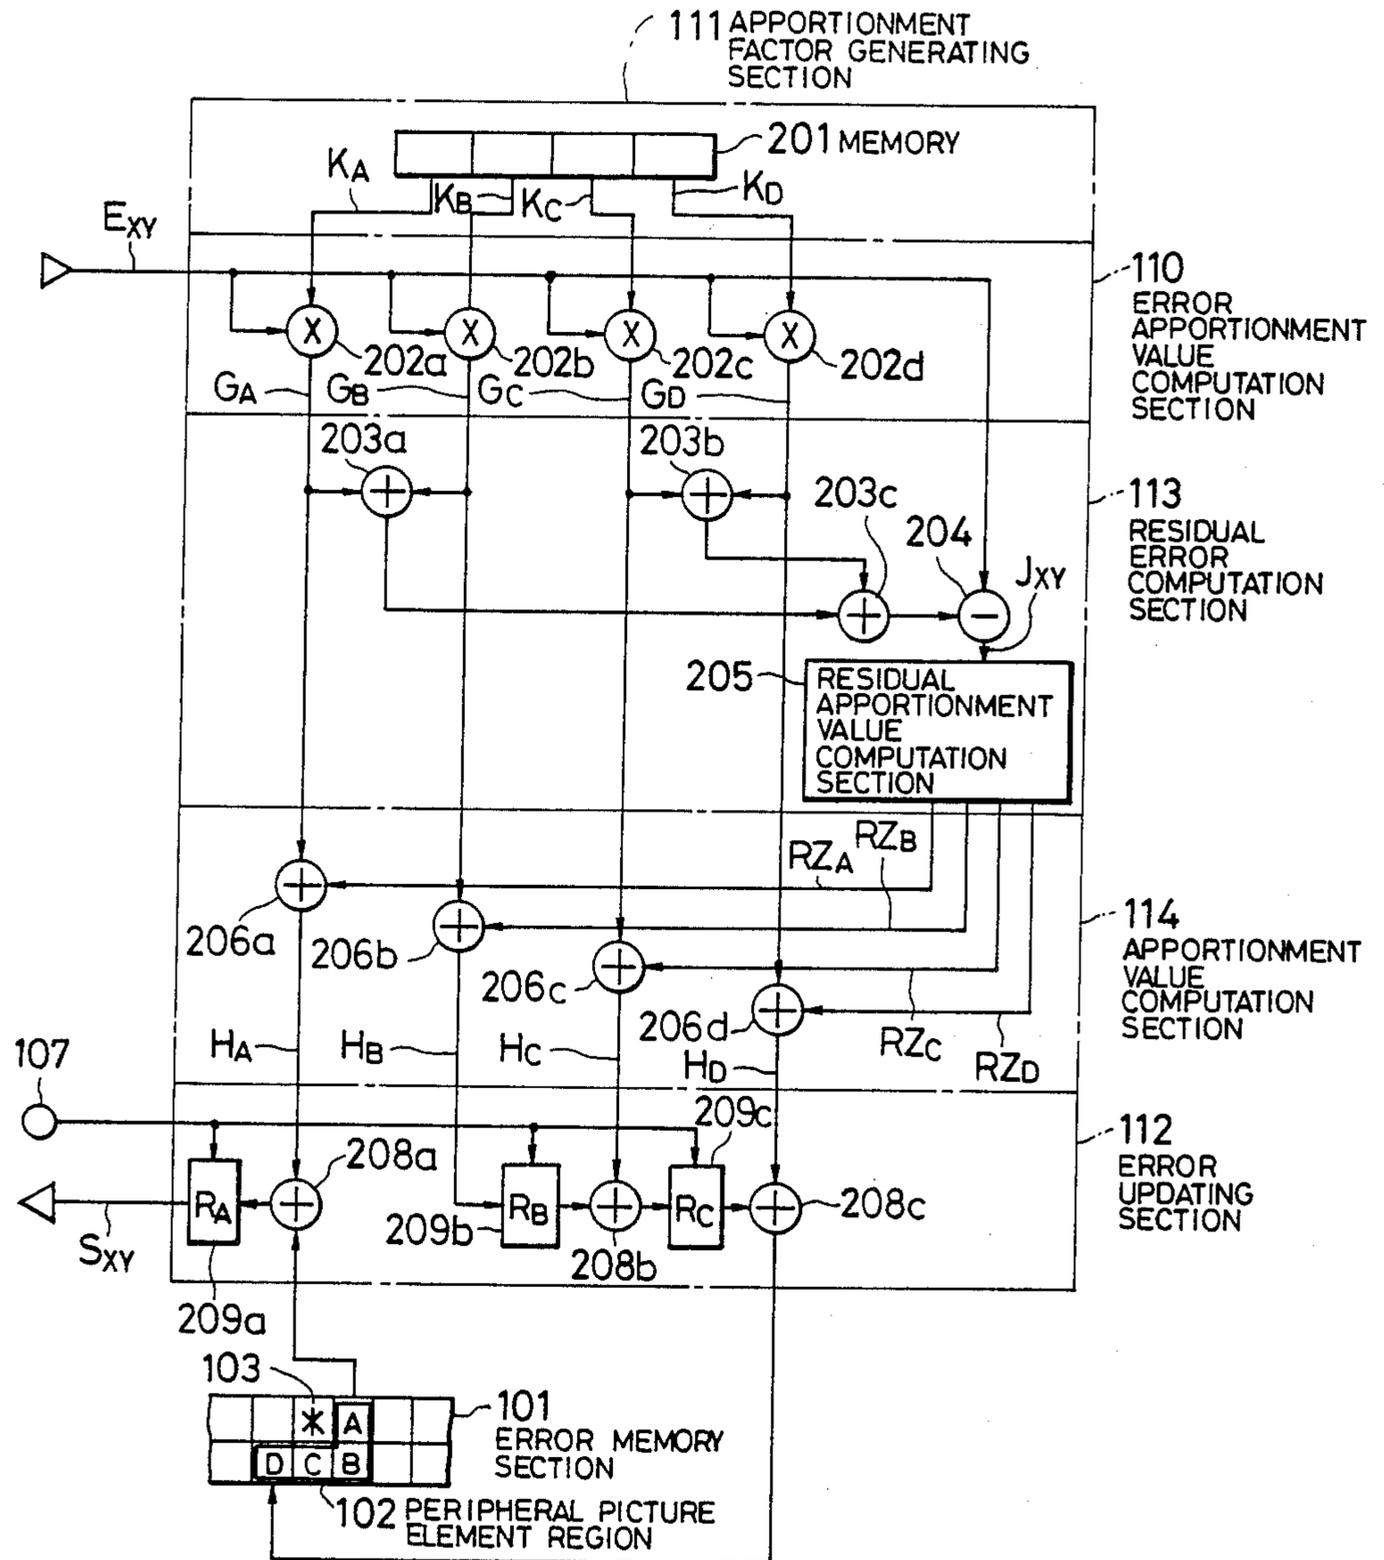 111 APPORTIONMENT
FACTOR GENERATING
SECTION
201 MEMORY
KA
KB
KC
KD
EXY
110
ERROR
APPORTIONMENT
VALUE
COMPUTATION
SECTION
X
X
X
X
202a
202b
202c
202d
GA
GB
GC
GD
203a
203b
203c
204
JXY
113
RESIDUAL
ERROR
COMPUTATION
SECTION
205
RESIDUAL
APPORTIONMENT
VALUE
COMPUTATION
SECTION
RZA
RZB
206a
206b
206c
206d
RZC
RZD
114
APPORTIONMENT
VALUE
COMPUTATION
SECTION
HA
HB
HC
HD
107
209c
208a
RA
RB
RC
208c
209b
208b
112
ERROR
UPDATING
SECTION
SXY
209a
103
* A
D C B
101
ERROR MEMORY
SECTION
102 PERIPHERAL PICTURE
ELEMENT REGION